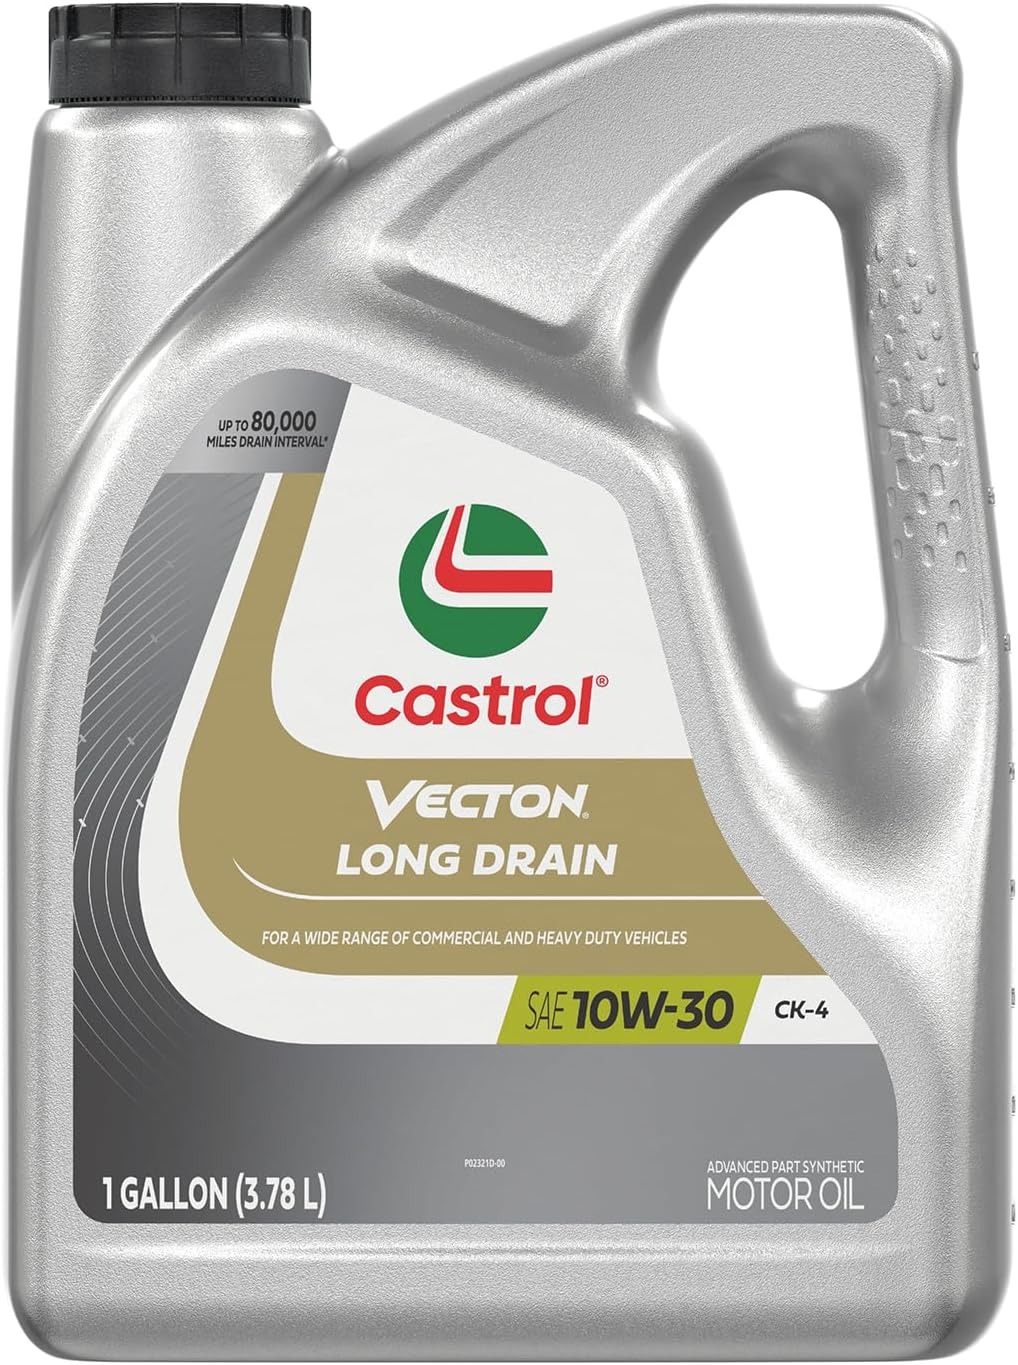 UP TO 80,000
MILES DRAIN INTERVAL*
Castrol®
VECTON®
LONG DRAIN
FOR A WIDE RANGE OF COMMERCIAL AND HEAVY DUTY VEHICLES
SAE 10W-30 CK-4
P02321D-00
1 GALLON (3.78 L)
ADVANCED PART SYNTHETIC
MOTOR OIL